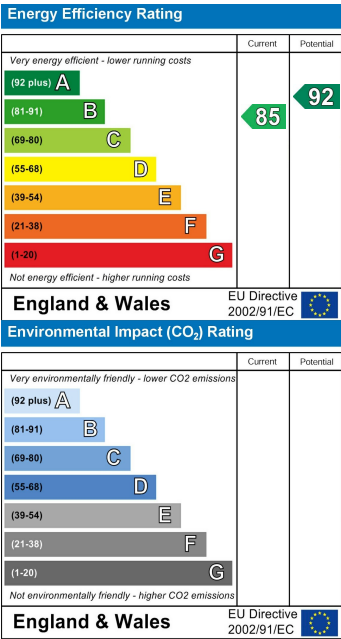 Energy Efficiency Rating
Current Potential
Very energy efficient - lower running costs
(92 plus) A
92
(81-91) B
85
(69-80) C
(55-68) D
(39-54) E
(21-38) F
(1-20) G
Not energy efficient - higher running costs
England & Wales
EU Directive
2002/91/EC
Environmental Impact (CO₂) Rating
Current Potential
Very environmentally friendly - lower CO2 emissions
(92 plus) A
(81-91) B
(69-80) C
(55-68) D
(39-54) E
(21-38) F
(1-20) G
Not environmentally friendly - higher CO2 emissions
England & Wales
EU Directive
2002/91/EC